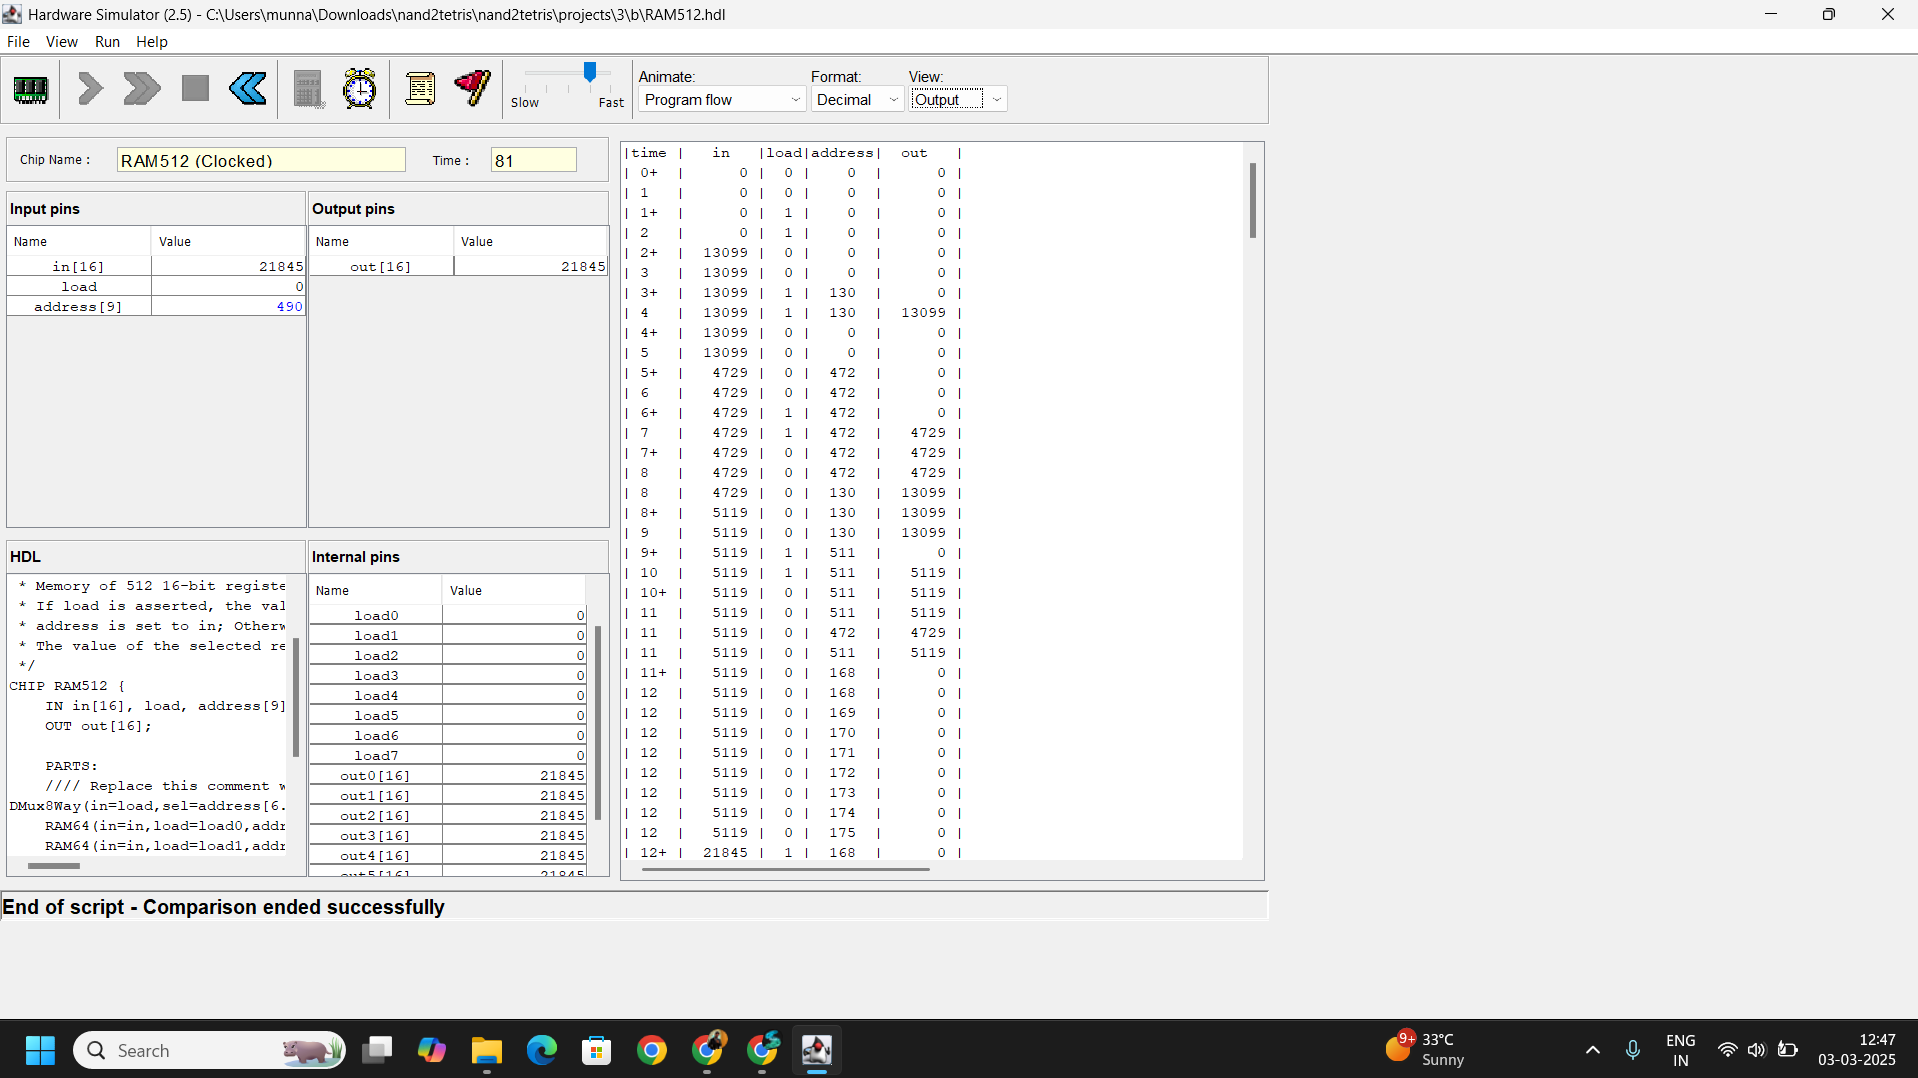 Hardware Simulator (2.5) - C:\Users\munna\Downloads\nand2tetris\nand2tetris\projects\3\b\RAM512.hdl
File View Run Help
Slow Fast
Animate: Format: View:
Program flow Decimal Output
Chip Name : RAM512 (Clocked) Time : 81
Input pins
Name Value
in[16] 21845
load 0
address[9] 490
Output pins
Name Value
out[16] 21845
HDL
* Memory of 512 16-bit registe
* If load is asserted, the val
* address is set to in; Otherw
* The value of the selected re
*/
CHIP RAM512 {
IN in[16], load, address[9]
OUT out[16];
PARTS:
//// Replace this comment w
DMux8Way(in=load,sel=address[6.
RAM64(in=in,load=load0,addr
RAM64(in=in,load=load1,addr
Internal pins
Name Value
load0 0
load1 0
load2 0
load3 0
load4 0
load5 0
load6 0
load7 0
out0[16] 21845
out1[16] 21845
out2[16] 21845
out3[16] 21845
out4[16] 21845
out5[16] 21845
|time | in |load|address| out |
| 0+ | 0 | 0 | 0 | 0 |
| 1 | 0 | 0 | 0 | 0 |
| 1+ | 0 | 1 | 0 | 0 |
| 2 | 0 | 1 | 0 | 0 |
| 2+ | 13099 | 0 | 0 | 0 |
| 3 | 13099 | 0 | 0 | 0 |
| 3+ | 13099 | 1 | 130 | 0 |
| 4 | 13099 | 1 | 130 | 13099 |
| 4+ | 13099 | 0 | 0 | 0 |
| 5 | 13099 | 0 | 0 | 0 |
| 5+ | 4729 | 0 | 472 | 0 |
| 6 | 4729 | 0 | 472 | 0 |
| 6+ | 4729 | 1 | 472 | 0 |
| 7 | 4729 | 1 | 472 | 4729 |
| 7+ | 4729 | 0 | 472 | 4729 |
| 8 | 4729 | 0 | 472 | 4729 |
| 8 | 4729 | 0 | 130 | 13099 |
| 8+ | 5119 | 0 | 130 | 13099 |
| 9 | 5119 | 0 | 130 | 13099 |
| 9+ | 5119 | 1 | 511 | 0 |
| 10 | 5119 | 1 | 511 | 5119 |
| 10+ | 5119 | 0 | 511 | 5119 |
| 11 | 5119 | 0 | 511 | 5119 |
| 11 | 5119 | 0 | 472 | 4729 |
| 11 | 5119 | 0 | 511 | 5119 |
| 11+ | 5119 | 0 | 168 | 0 |
| 12 | 5119 | 0 | 168 | 0 |
| 12 | 5119 | 0 | 169 | 0 |
| 12 | 5119 | 0 | 170 | 0 |
| 12 | 5119 | 0 | 171 | 0 |
| 12 | 5119 | 0 | 172 | 0 |
| 12 | 5119 | 0 | 173 | 0 |
| 12 | 5119 | 0 | 174 | 0 |
| 12 | 5119 | 0 | 175 | 0 |
| 12+ | 21845 | 1 | 168 | 0 |
End of script - Comparison ended successfully
Search
9+
33°C
Sunny
ENG
IN
12:47
03-03-2025